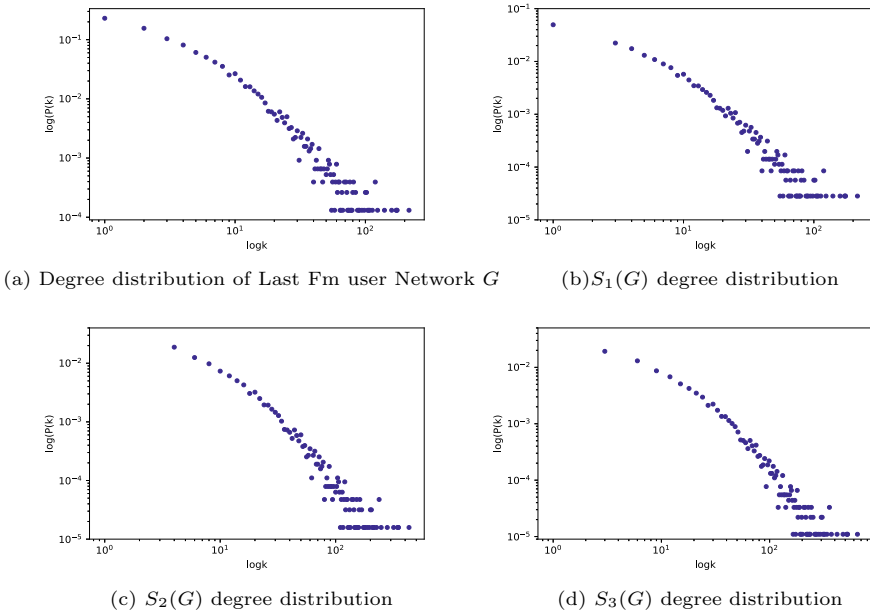 10^{-1}
10^{-2}
10^{-3}
10^{-4}
log(P(k)
10^0 10^1 10^2
logk
(a) Degree distribution of Last Fm user Network G
10^{-1}
10^{-2}
10^{-3}
10^{-4}
10^{-5}
log(P(k)
10^0 10^1 10^2
logk
(b)S_1(G) degree distribution
10^{-2}
10^{-3}
10^{-4}
10^{-5}
log(P(k)
10^0 10^1 10^2
logk
(c) S_2(G) degree distribution
10^{-2}
10^{-3}
10^{-4}
10^{-5}
log(P(k)
10^0 10^1 10^2
logk
(d) S_3(G) degree distribution